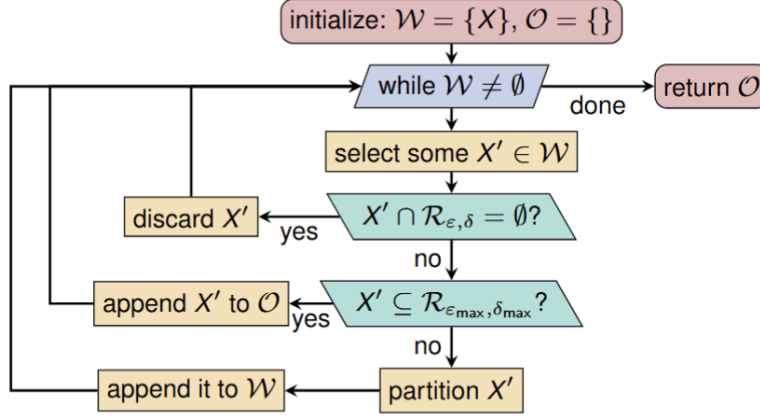 initialize: 𝒲 = {X}, 𝒪 = {}
while 𝒲 ≠ ∅
done
return 𝒪
select some X′ ∈ 𝒲
X′ ∩ ℛ_{ε,δ} = ∅?
yes
discard X′
no
X′ ⊆ ℛ_{ε_max,δ_max}?
yes
append X′ to 𝒪
no
partition X′
append it to 𝒲